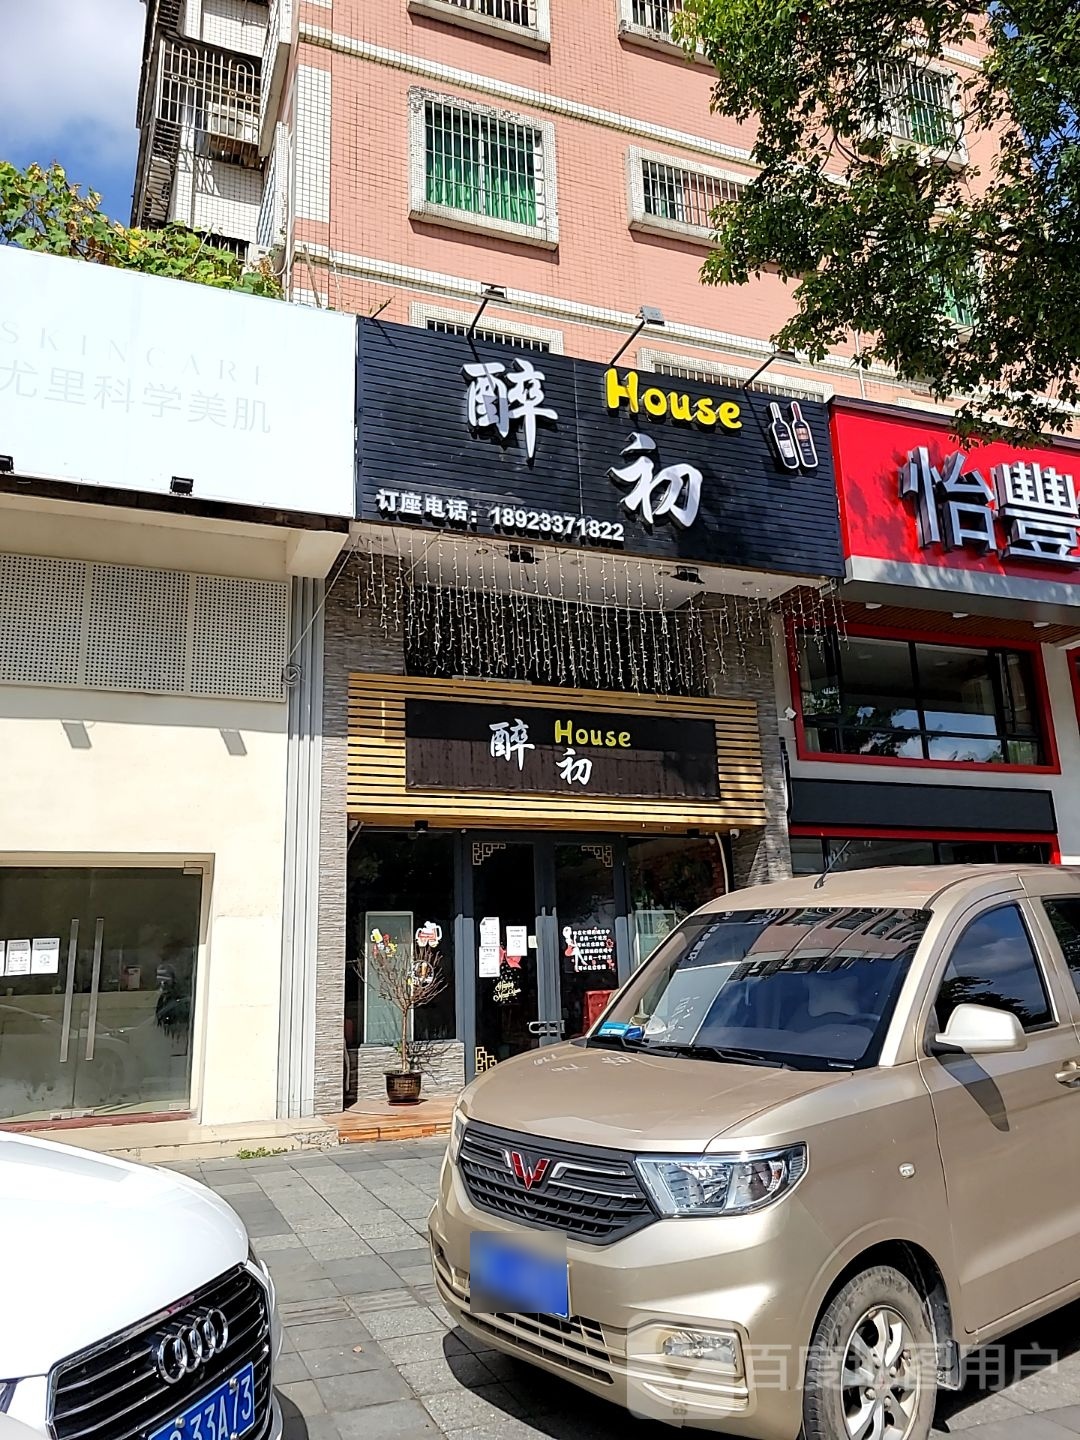 SKINCARE
尤里科学美肌
醉初
House
订座电话：18923371822
怡豐
醉初
House
百度地图用户